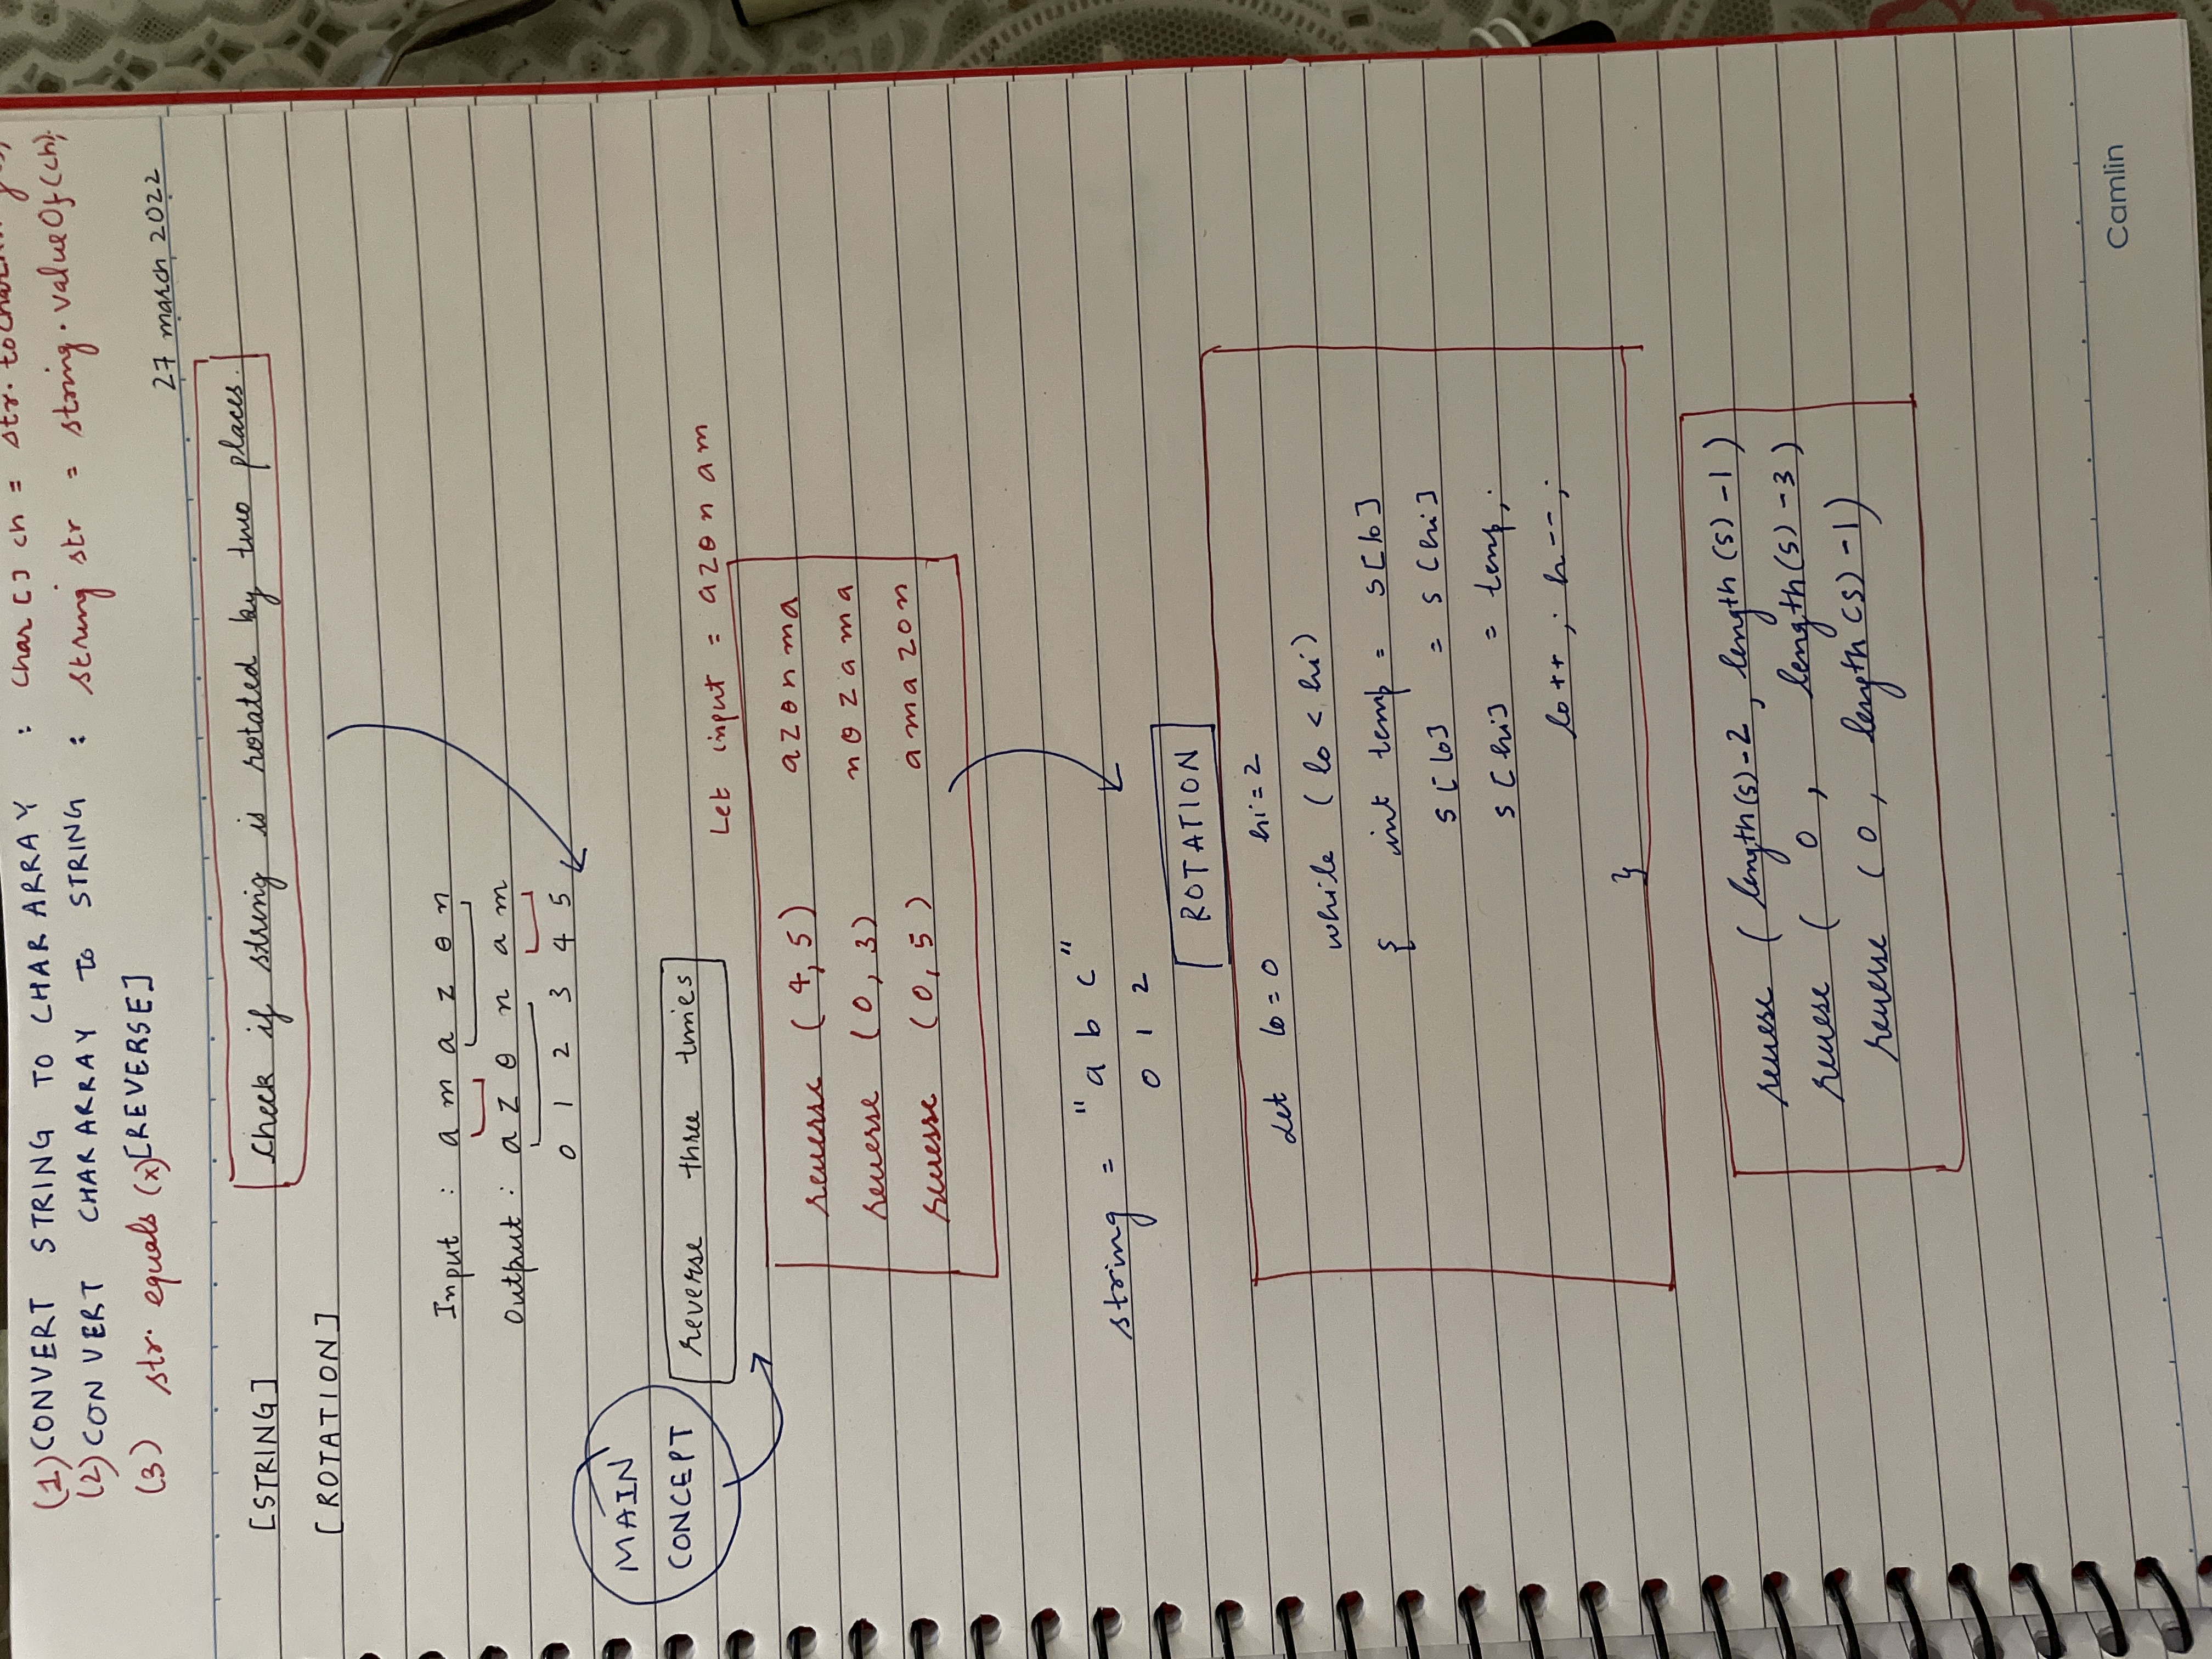 (1) CONVERT STRING TO CHAR ARRAY : Char [] ch = str.
(2) CONVERT CHAR ARRAY to STRING : string str = string.valueOf(ch);
(3) str. equals (x) [REVERSE]
27 march 2022
[STRING] Check if string is rotated by two places.
[ROTATION]
Input : a m a z o n
Output : a z o n a m
0 1 2 3 4 5
MAIN
CONCEPT
reverse three times
Let input = azonam
reverse (4, 5) azonma
reverse (0, 3) nozama
reverse (0, 5) amazon
string = "a b c"
0 1 2
ROTATION
Let lo = 0 hi = 2
while (lo < hi)
{ int temp = s[lo]
s[lo] = s[hi]
s[hi] = temp;
lo++; h--;
}
reverse (length(s)-2, length(s)-1)
reverse ( 0, length(s)-3)
reverse (0, length(s)-1)
Camlin